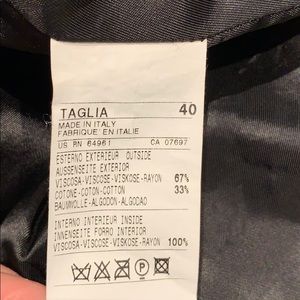 TAGLIA 40
MADE IN ITALY
FABRIQUE EN ITALIE
US RN 64961 CA 07697
ESTERNO EXTERIEUR OUTSIDE
AUSSENSEITE EXTERIOR
VISCOSA-VISCOSE-VISKOSE-RAYON 67%
COTONE-COTON-COTTON 33%
BAUMWOLLE-ALGODON-ALGODAO
INTERNO INTERIEUR INSIDE
INNENSEITE FORRO INTERIOR
VISCOSA-VISCOSE-VISKOSE-RAYON 100%
P